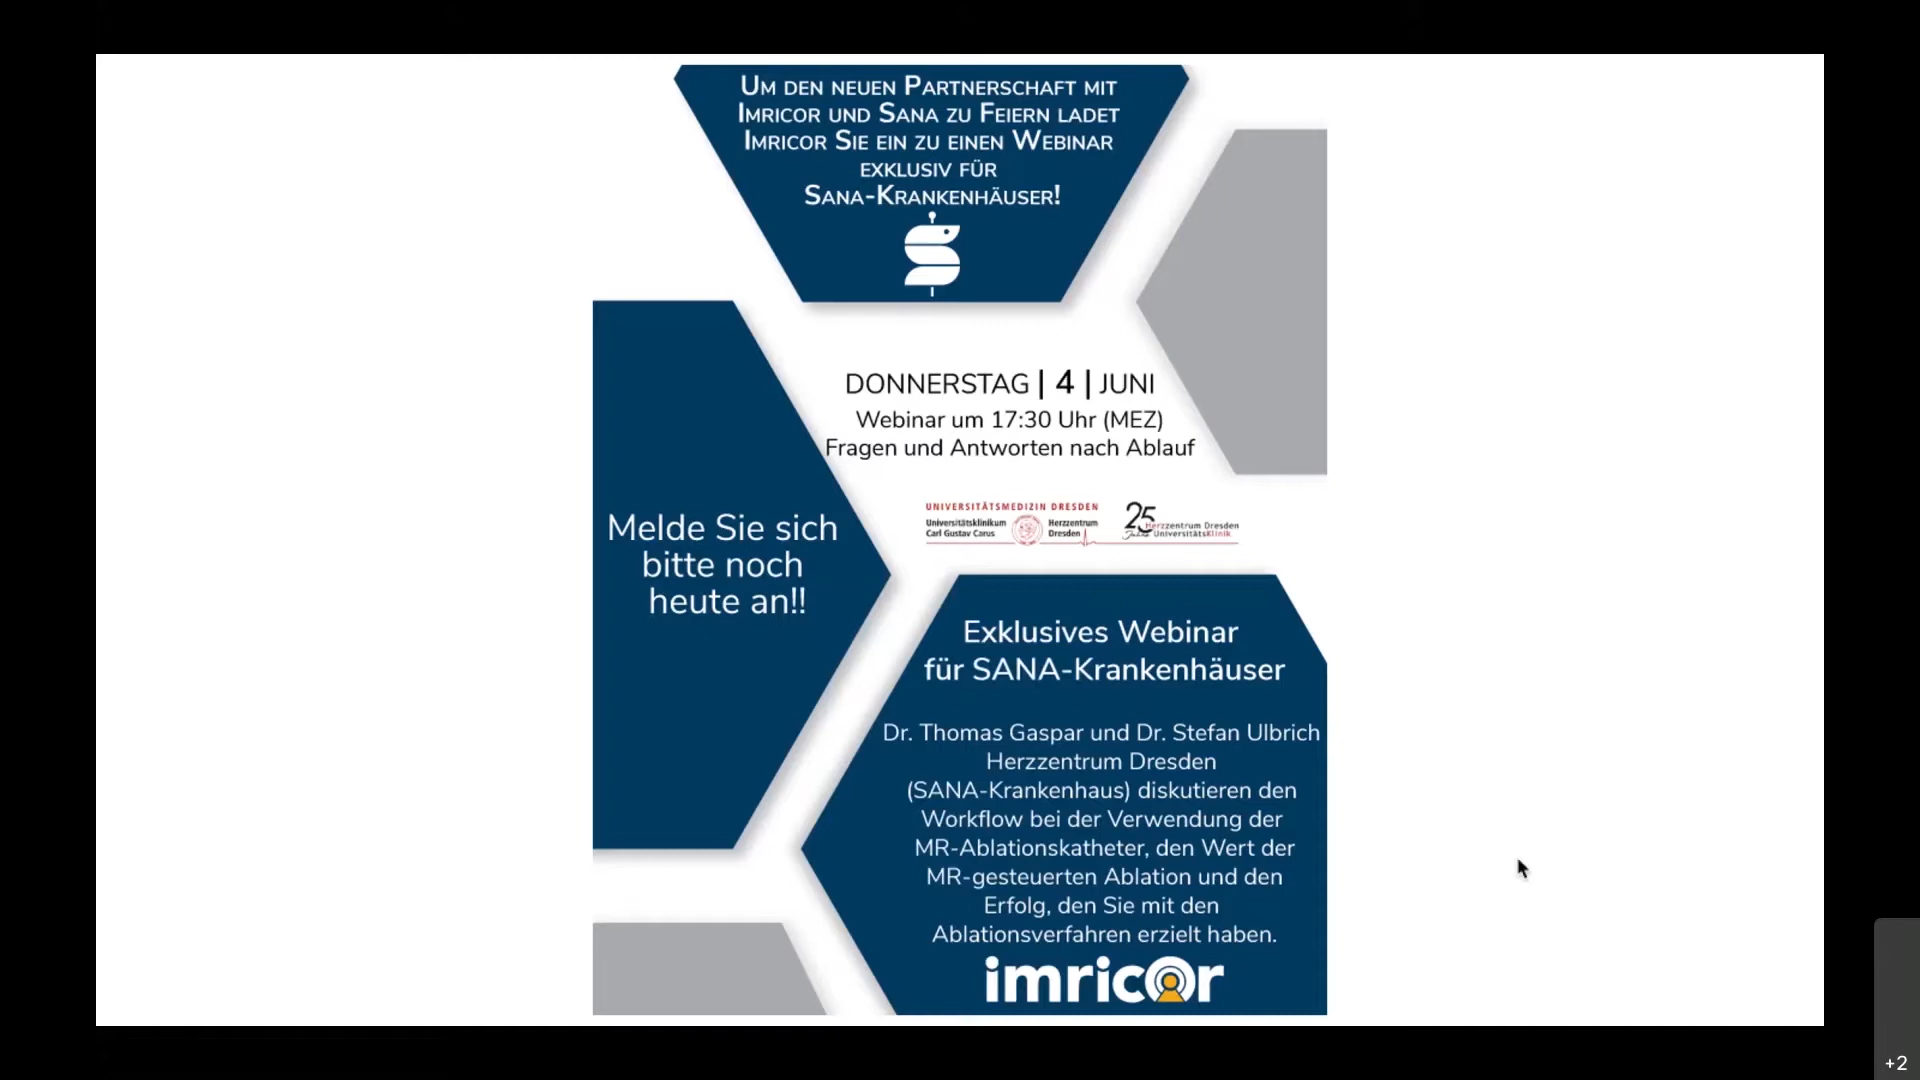 Um den neuen Partnerschaft mit
Imricor und Sana zu Feiern ladet
Imricor Sie ein zu einen Webinar
exklusiv für
Sana-Krankenhäuser!
DONNERSTAG | 4 | JUNI
Webinar um 17:30 Uhr (MEZ)
Fragen und Antworten nach Ablauf
UNIVERSITÄTSMEDIZIN DRESDEN
Universitätsklinikum
Carl Gustav Carus
Herzzentrum
Dresden
25
Jahre
Herzzentrum Dresden
UniversitätsKlinik
Melde Sie sich
bitte noch
heute an!!
Exklusives Webinar
für SANA-Krankenhäuser
Dr. Thomas Gaspar und Dr. Stefan Ulbrich
Herzzentrum Dresden
(SANA-Krankenhaus) diskutieren den
Workflow bei der Verwendung der
MR-Ablationskatheter, den Wert der
MR-gesteuerten Ablation und den
Erfolg, den Sie mit den
Ablationsverfahren erzielt haben.
imricor
+2